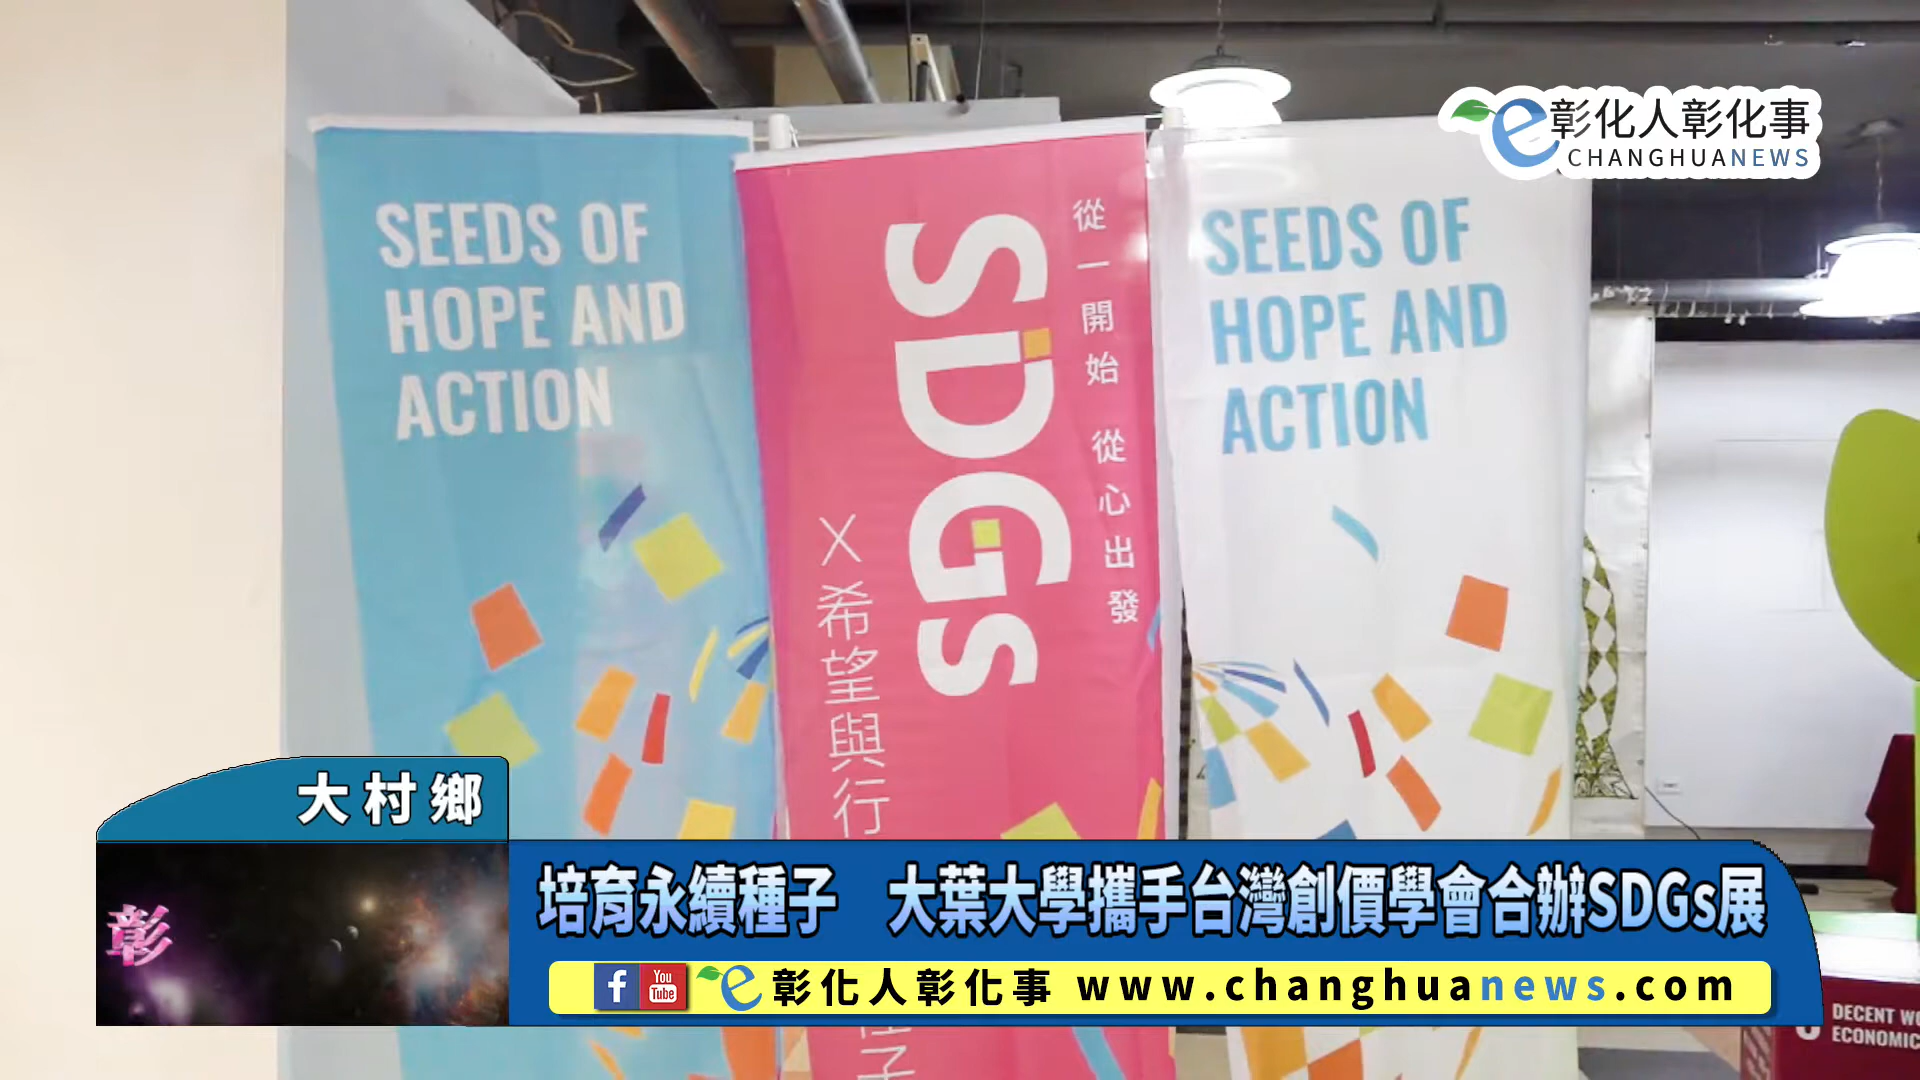 彰化人彰化事
CHANGHUANEWS
SEEDS OF
HOPE AND
ACTION
從一開始 從心出發
SDGs
X希望與行
子
SEEDS OF
HOPE AND
ACTION
大村鄉
彰
培育永續種子 大葉大學攜手台灣創價學會合辦SDGs展
f You Tube e 彰化人彰化事 www.changhuanews.com
DECENT WO
ECONOMIC